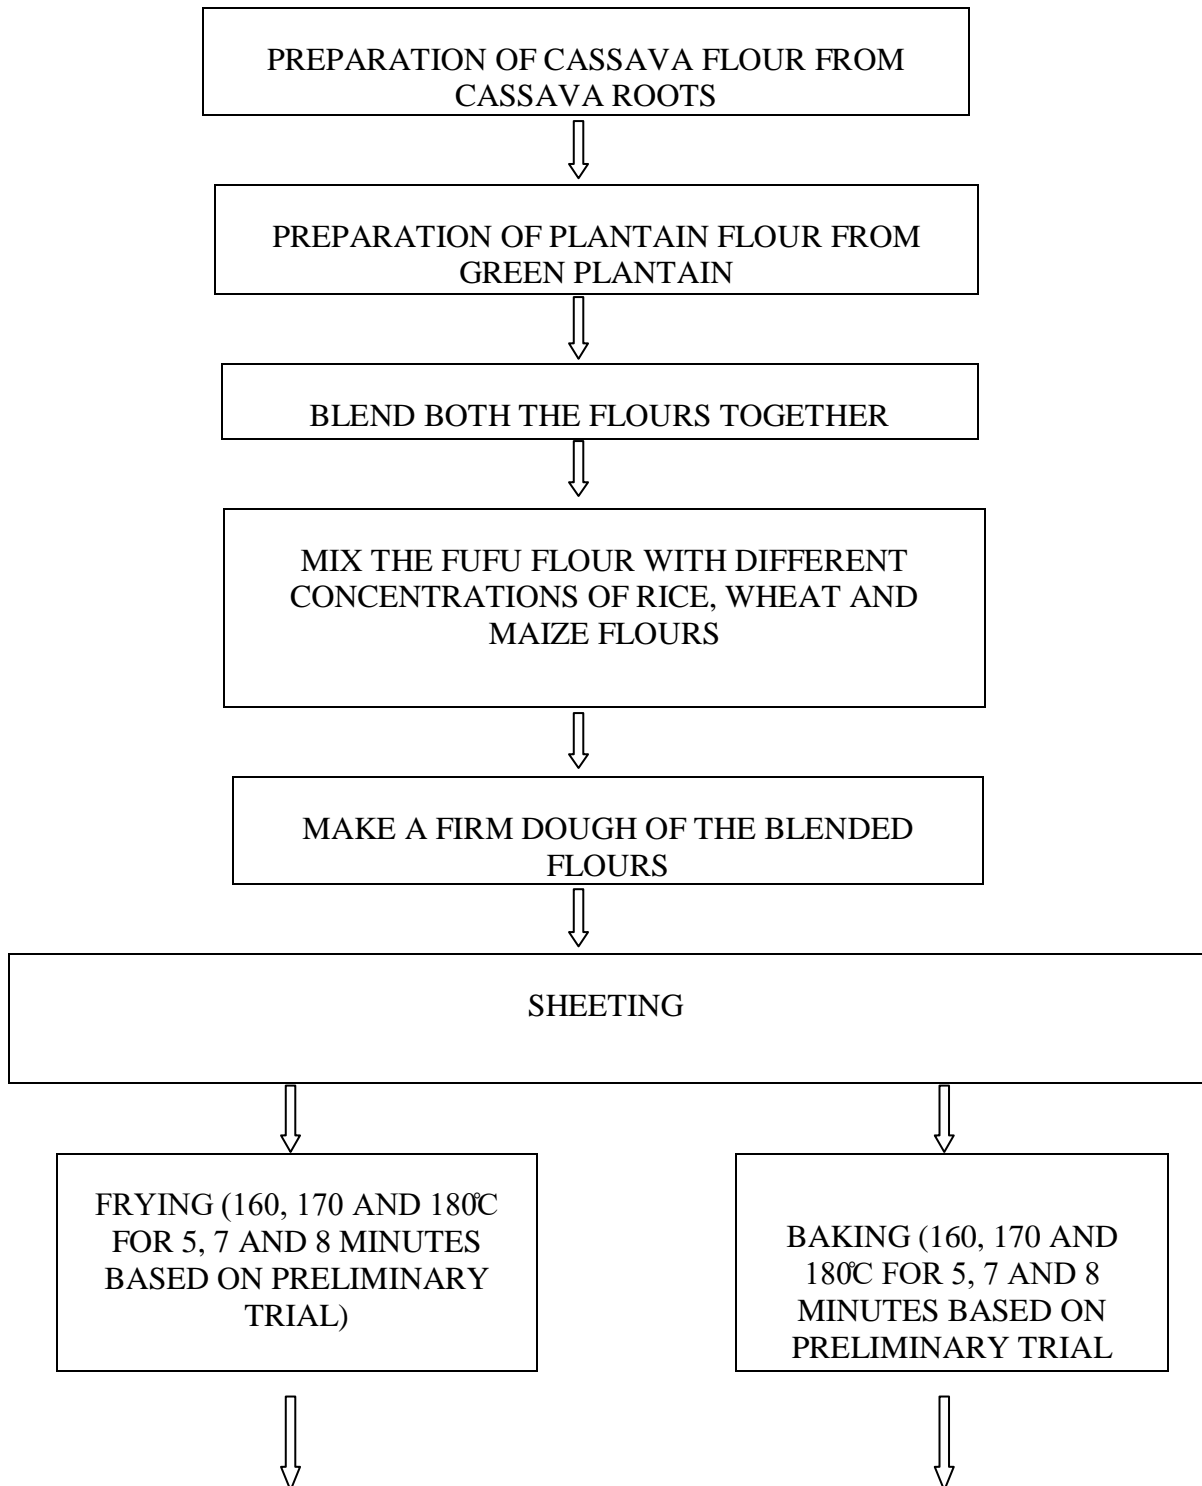 PREPARATION OF CASSAVA FLOUR FROM
CASSAVA ROOTS
PREPARATION OF PLANTAIN FLOUR FROM
GREEN PLANTAIN
BLEND BOTH THE FLOURS TOGETHER
MIX THE FUFU FLOUR WITH DIFFERENT
CONCENTRATIONS OF RICE, WHEAT AND
MAIZE FLOURS
MAKE A FIRM DOUGH OF THE BLENDED
FLOURS
SHEETING
FRYING (160, 170 AND 180℃
FOR 5, 7 AND 8 MINUTES
BASED ON PRELIMINARY
TRIAL)
BAKING (160, 170 AND
180℃ FOR 5, 7 AND 8
MINUTES BASED ON
PRELIMINARY TRIAL